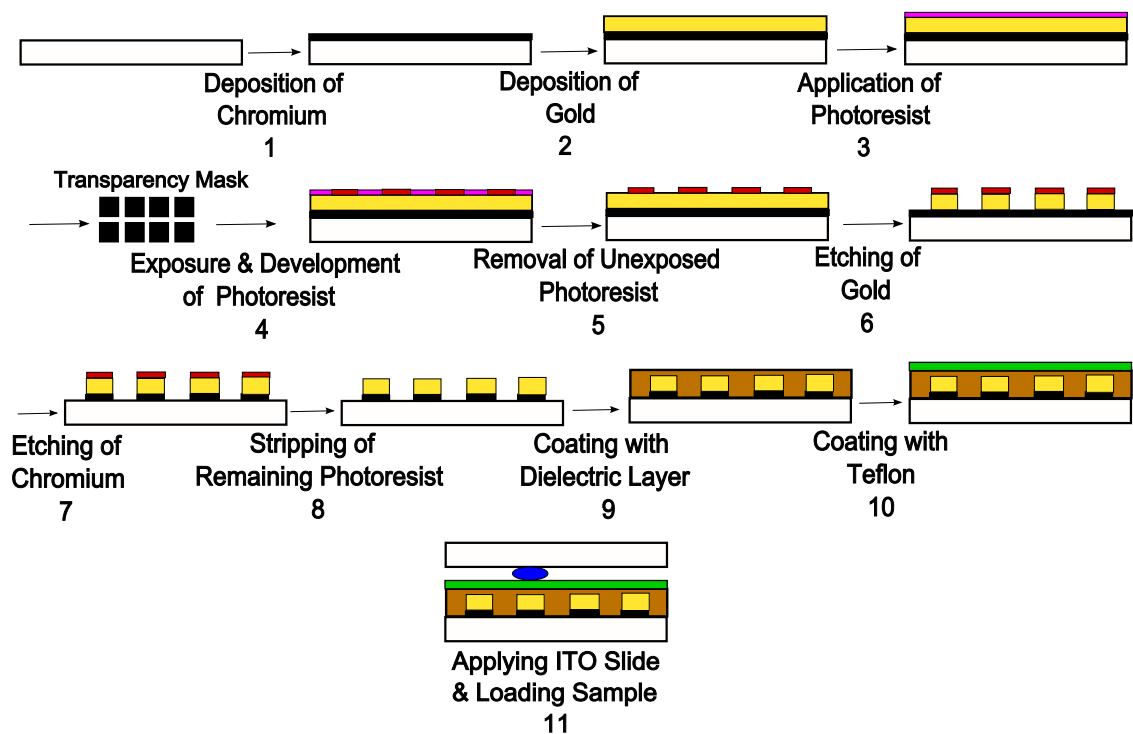 Deposition of
Chromium
1
Deposition of
Gold
2
Application of
Photoresist
3
Transparency Mask
Exposure & Development
of Photoresist
4
Removal of Unexposed
Photoresist
5
Etching of
Gold
6
Etching of
Chromium
7
Stripping of
Remaining Photoresist
8
Coating with
Dielectric Layer
9
Coating with
Teflon
10
Applying ITO Slide
& Loading Sample
11